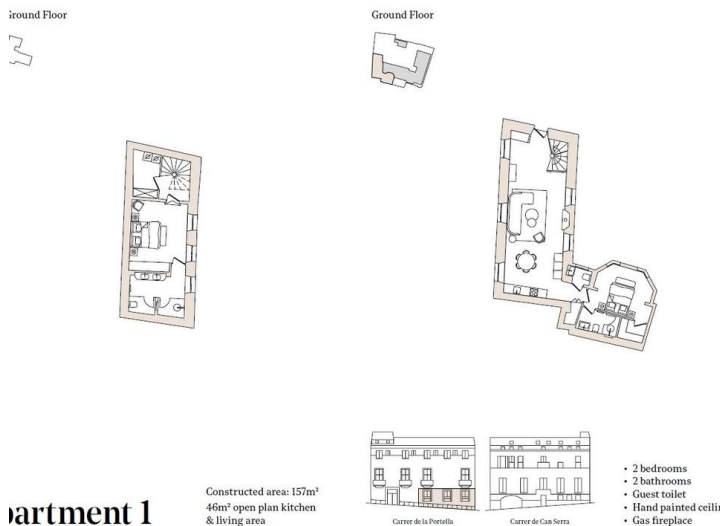 Ground Floor
Ground Floor
partment 1
Constructed area: 157m²
46m² open plan kitchen
& living area
Carrer de la Portella
Carrer de Can Serra
• 2 bedrooms
• 2 bathrooms
• Guest toilet
• Hand painted ceili
• Gas fireplace